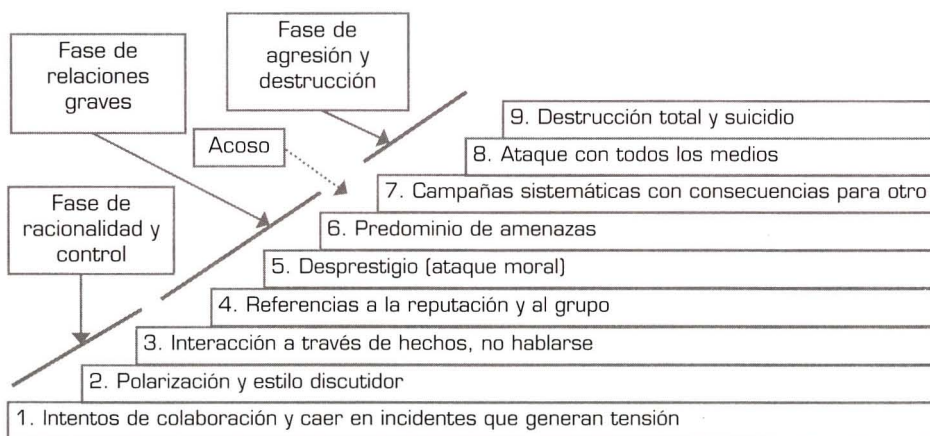 Fase de
agresión y
destrucción
Fase de
relaciones
graves
Acoso
Fase de
racionalidad y
control
9. Destrucción total y suicidio
8. Ataque con todos los medios
7. Campañas sistemáticas con consecuencias para otro
6. Predominio de amenazas
5. Desprestigio (ataque moral)
4. Referencias a la reputación y al grupo
3. Interacción a través de hechos, no hablarse
2. Polarización y estilo discutidor
1. Intentos de colaboración y caer en incidentes que generan tensión